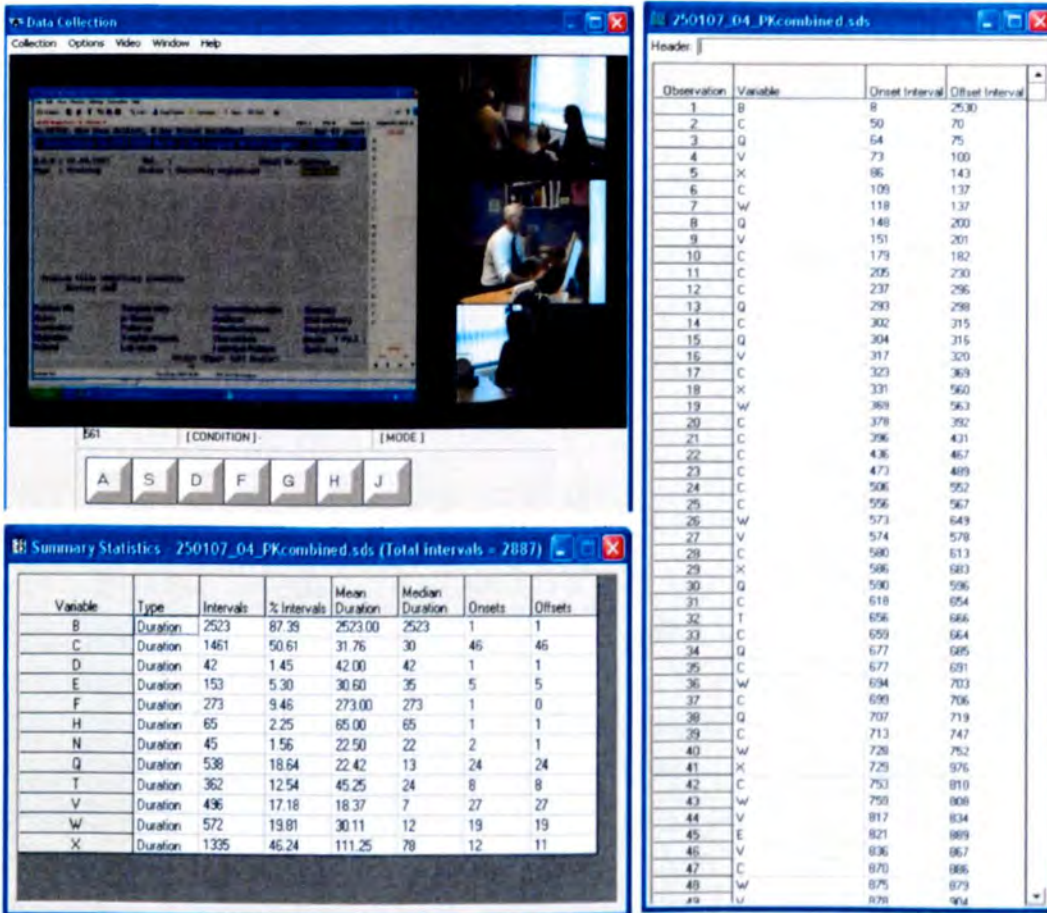 Data Collection
Collection Options Video Window Help
561 [ CONDITION ] - [ MODE ]
A S D F G H J
Summary Statistics - 250107_04_PKcombined.sds (Total intervals = 2887)
Variable Type Intervals % Intervals Mean Duration Median Duration Onsets Offsets
B Duration 2523 87.39 2523.00 2523 1 1
C Duration 1461 50.61 31.76 30 46 46
D Duration 42 1.45 42.00 42 1 1
E Duration 153 5.30 30.60 35 5 5
F Duration 273 9.46 273.00 273 1 0
H Duration 65 2.25 65.00 65 1 1
N Duration 45 1.56 22.50 22 2 1
Q Duration 538 18.64 22.42 13 24 24
T Duration 362 12.54 45.25 24 8 8
V Duration 496 17.18 18.37 7 27 27
W Duration 572 19.81 30.11 12 19 19
X Duration 1335 46.24 111.25 78 12 11
250107_04_PKcombined.sds
Header:
Observation Variable Onset Interval Offset Interval
1 B 8 2530
2 C 50 70
3 Q 64 75
4 V 73 100
5 X 86 143
6 C 109 137
7 W 118 137
8 Q 148 200
9 V 151 201
10 C 179 182
11 C 205 230
12 C 237 296
13 Q 293 298
14 C 302 315
15 Q 304 316
16 V 317 320
17 C 323 369
18 X 331 560
19 W 369 563
20 C 378 392
21 C 396 431
22 C 436 467
23 C 473 489
24 C 506 552
25 C 556 567
26 W 573 649
27 V 574 578
28 C 580 613
29 X 586 683
30 Q 590 596
31 C 618 654
32 T 656 666
33 C 659 664
34 Q 677 685
35 C 677 691
36 W 694 703
37 C 699 706
38 Q 707 719
39 C 713 747
40 W 728 752
41 X 729 976
42 C 753 810
43 W 759 808
44 V 817 834
45 E 821 889
46 V 836 867
47 C 870 886
48 W 875 879
49 V 878 904